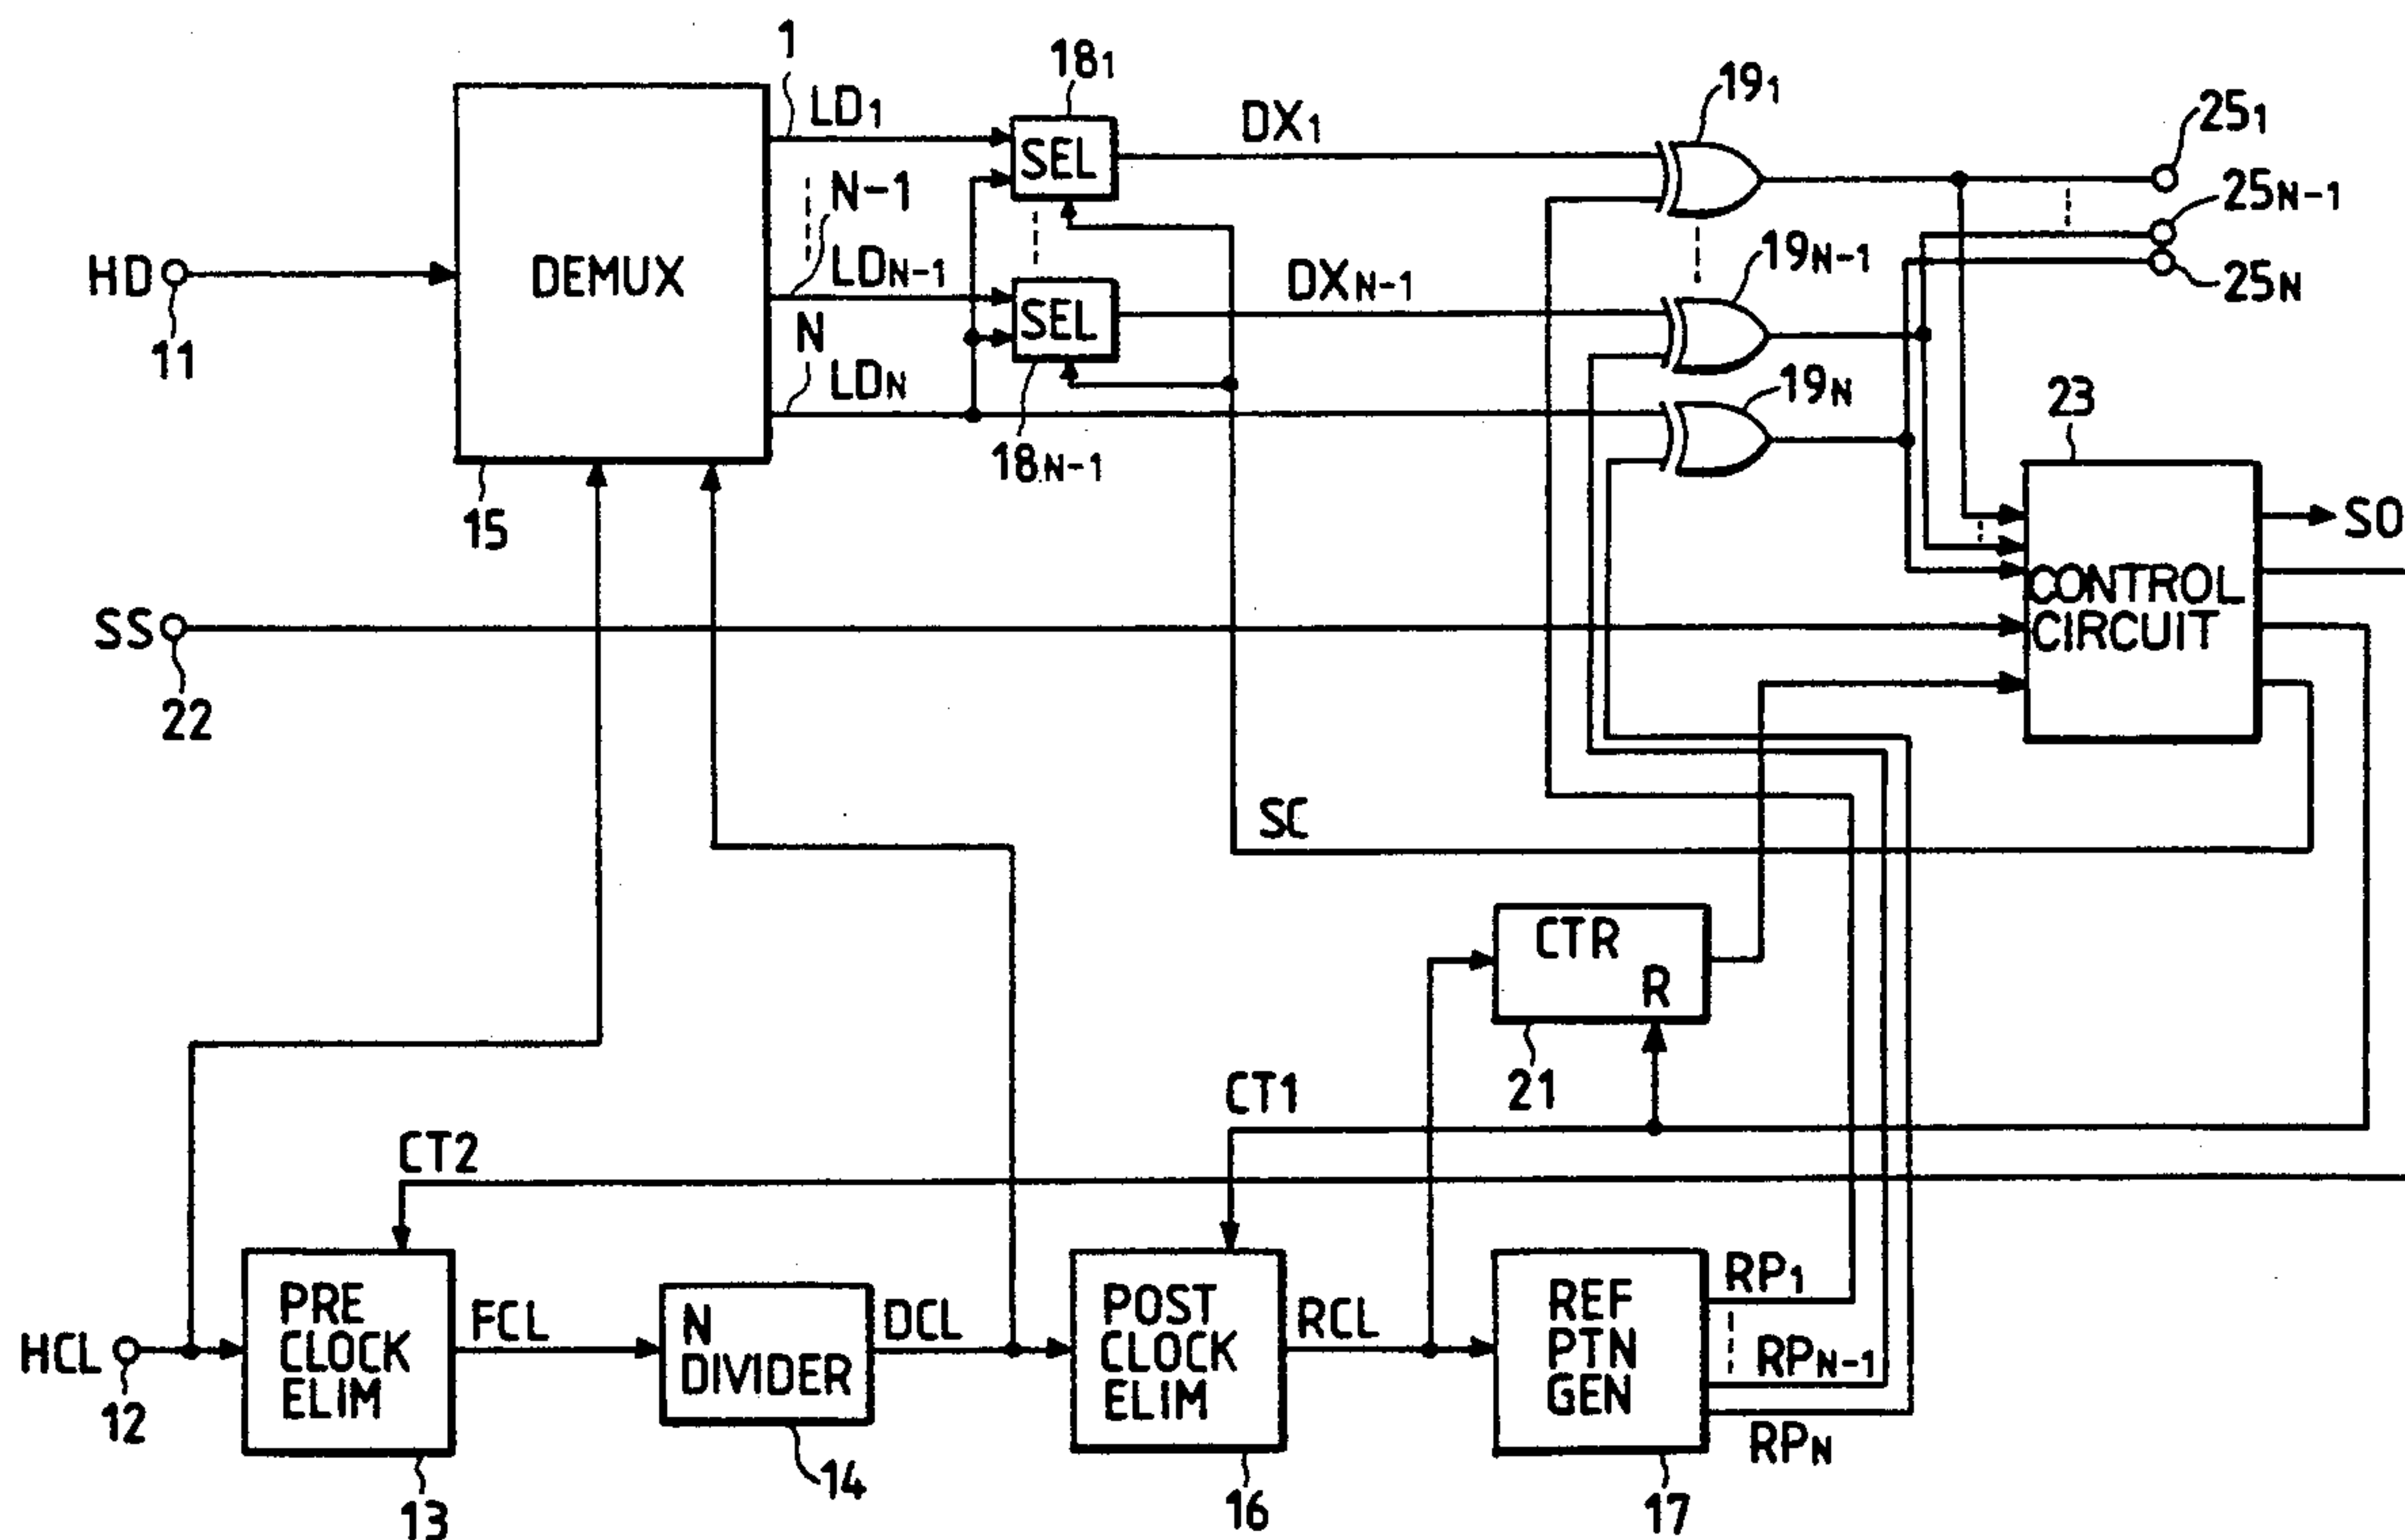 1
18₁
19₁
LD₁
DX₁
25₁
SEL
N-1
25N-1
19N-1
HD
DEMUX
LDN-1
DXN-1
25N
SEL
11
N
LDN
19N
23
18N-1
15
SO
CONTROL
CIRCUIT
SS
22
SC
CTR
R
21
CT1
CT2
PRE
CLOCK
ELIM
FCL
N
DIVIDER
DCL
POST
CLOCK
ELIM
RCL
REF
PTN
GEN
RP₁
RPN-1
RPN
HCL
12
13
14
16
17